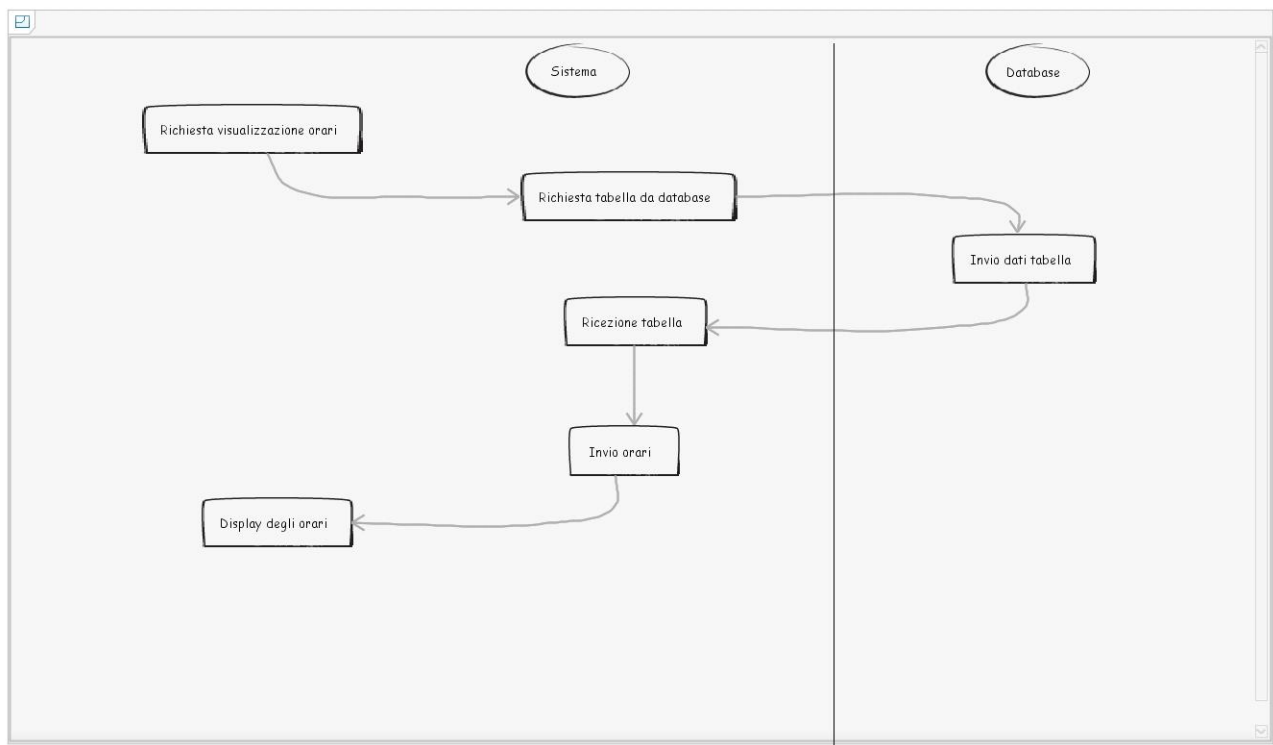 Sistema
Database
Richiesta visualizzazione orari
Richiesta tabella da database
Invio dati tabella
Ricezione tabella
Invio orari
Display degli orari